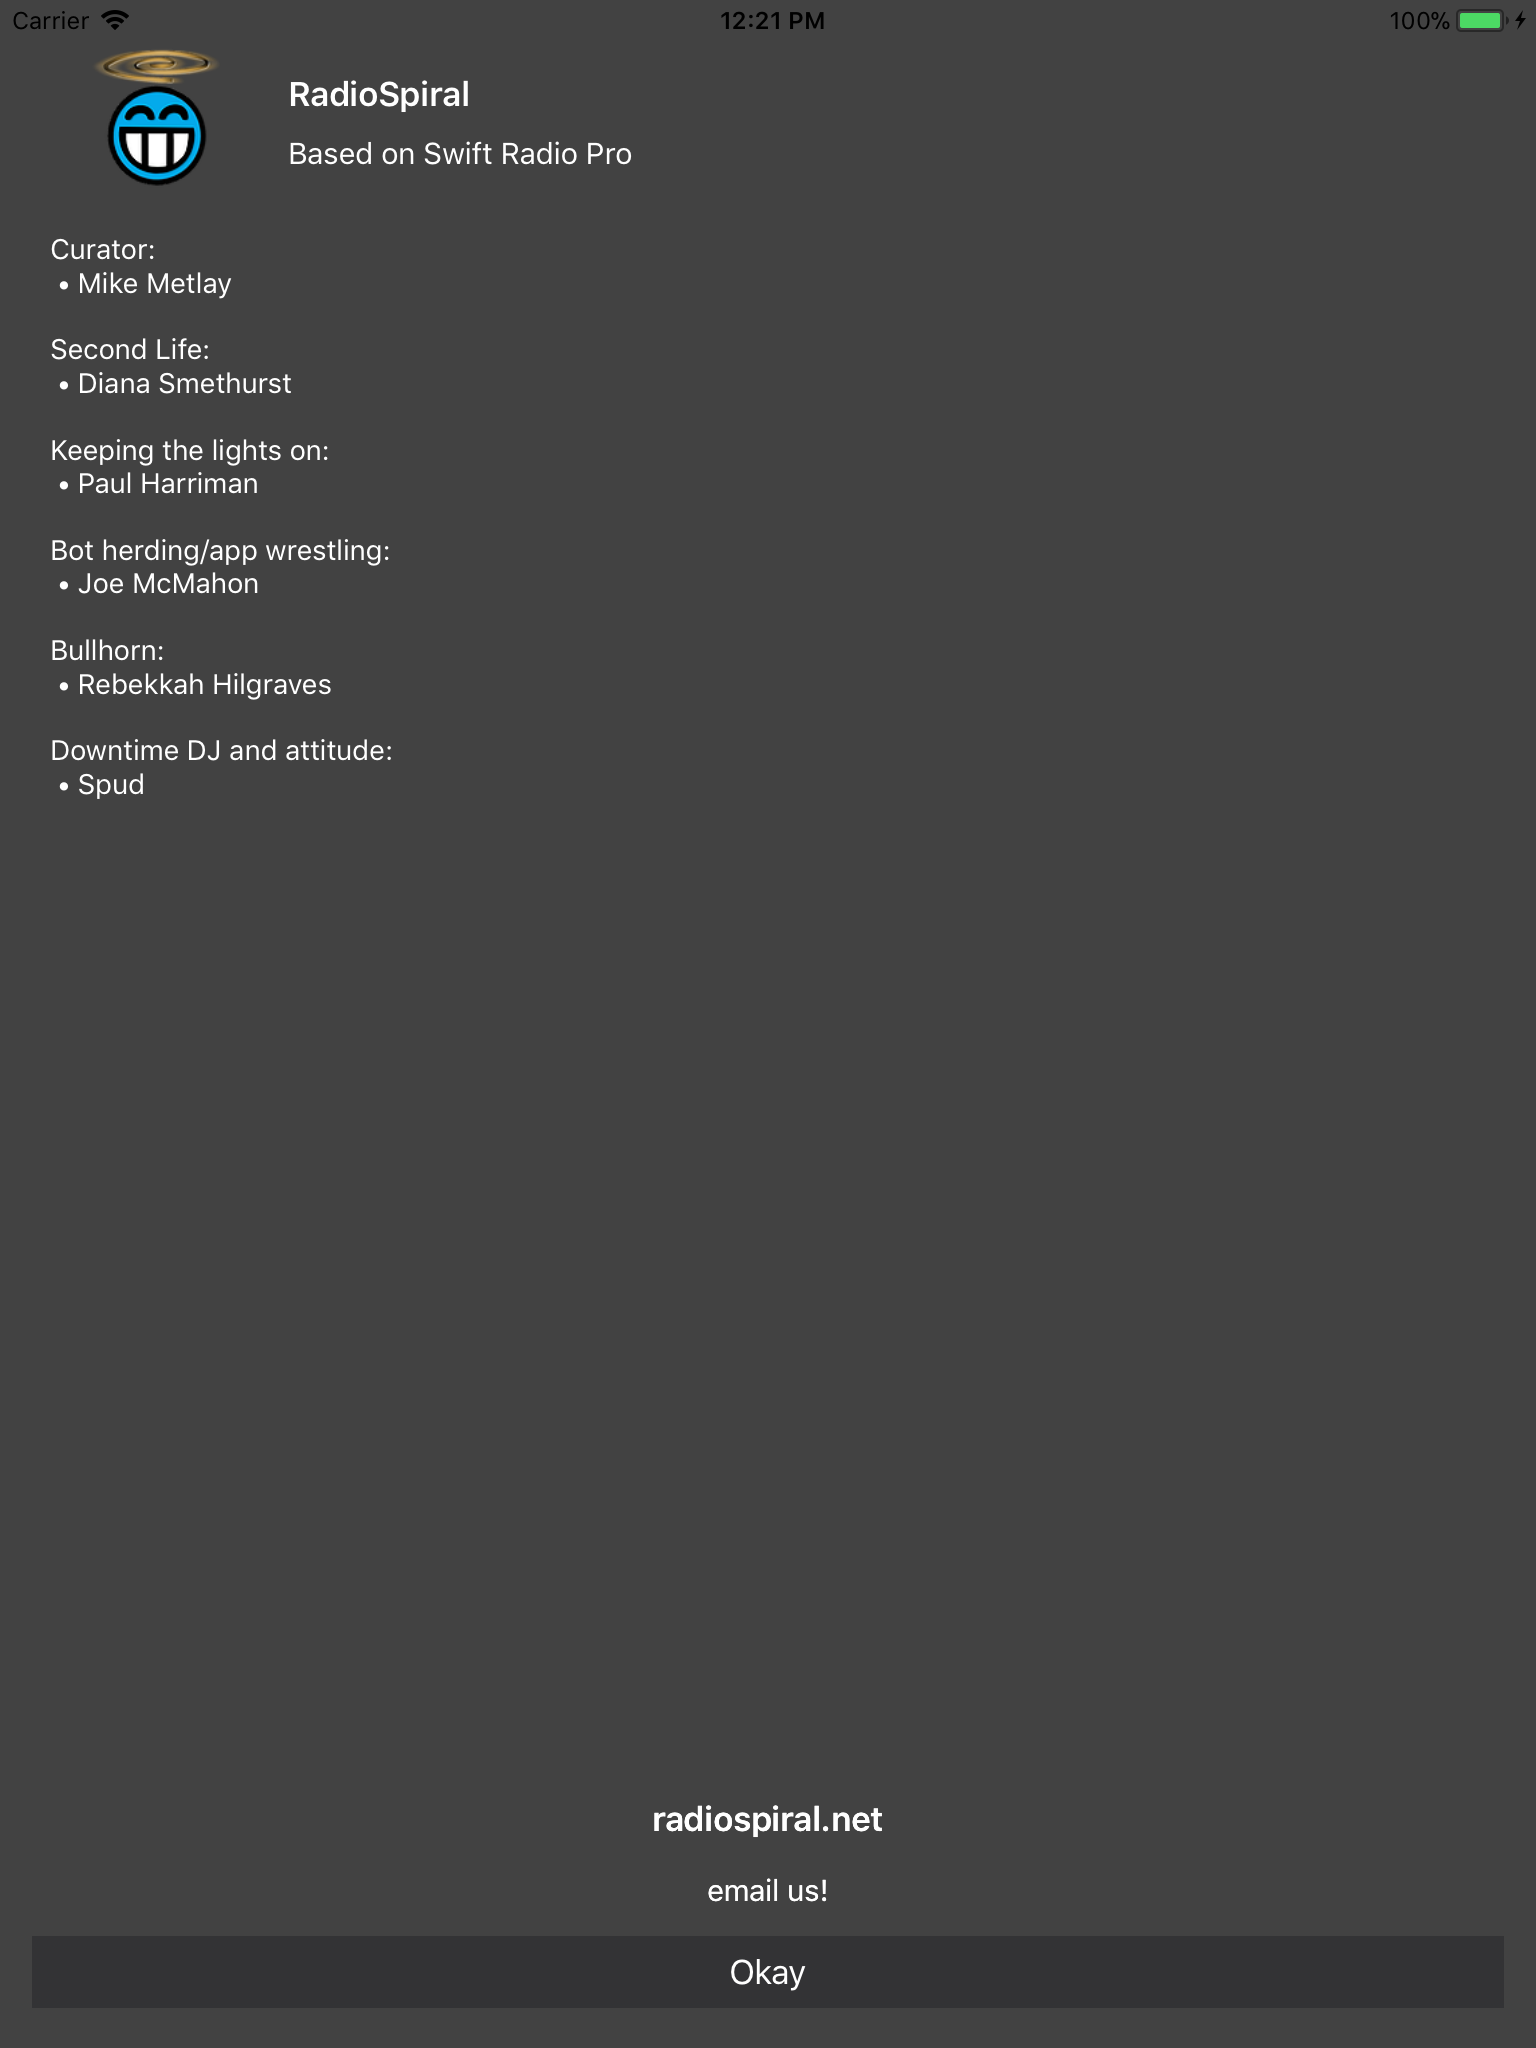 Carrier 12:21 PM 100%
RadioSpiral
Based on Swift Radio Pro
Curator:
• Mike Metlay
Second Life:
• Diana Smethurst
Keeping the lights on:
• Paul Harriman
Bot herding/app wrestling:
• Joe McMahon
Bullhorn:
• Rebekkah Hilgraves
Downtime DJ and attitude:
• Spud
radiospiral.net
email us!
Okay